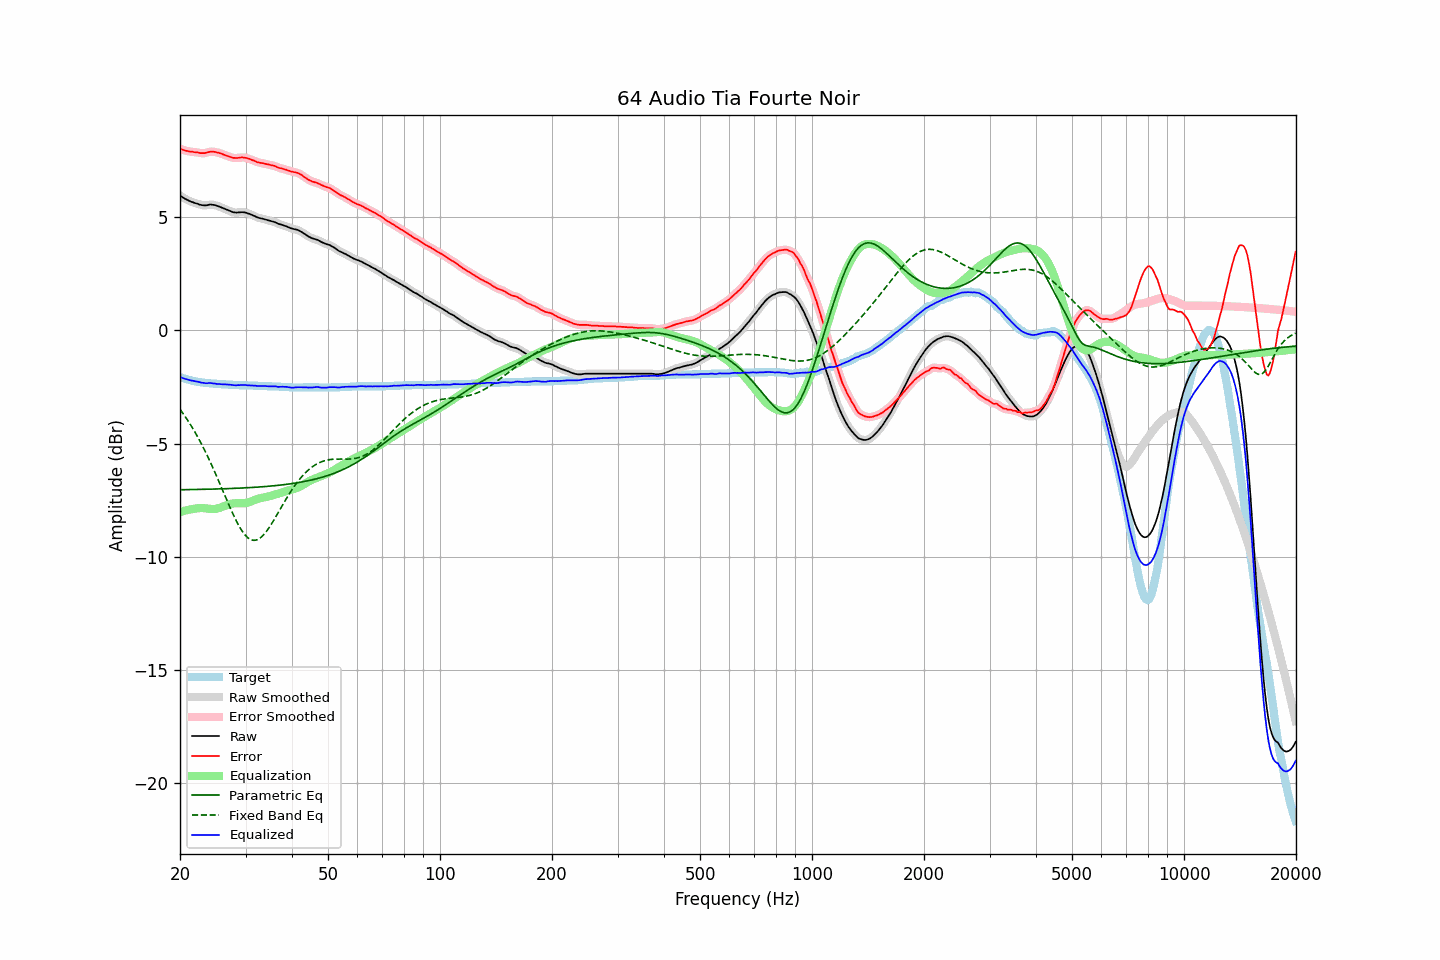 64 Audio Tia Fourte Noir
Amplitude (dBr)
5
0
−5
−10
−15
−20
Target
Raw Smoothed
Error Smoothed
Raw
Error
Equalization
Parametric Eq
Fixed Band Eq
Equalized
20 50 100 200 500 1000 2000 5000 10000 20000
Frequency (Hz)